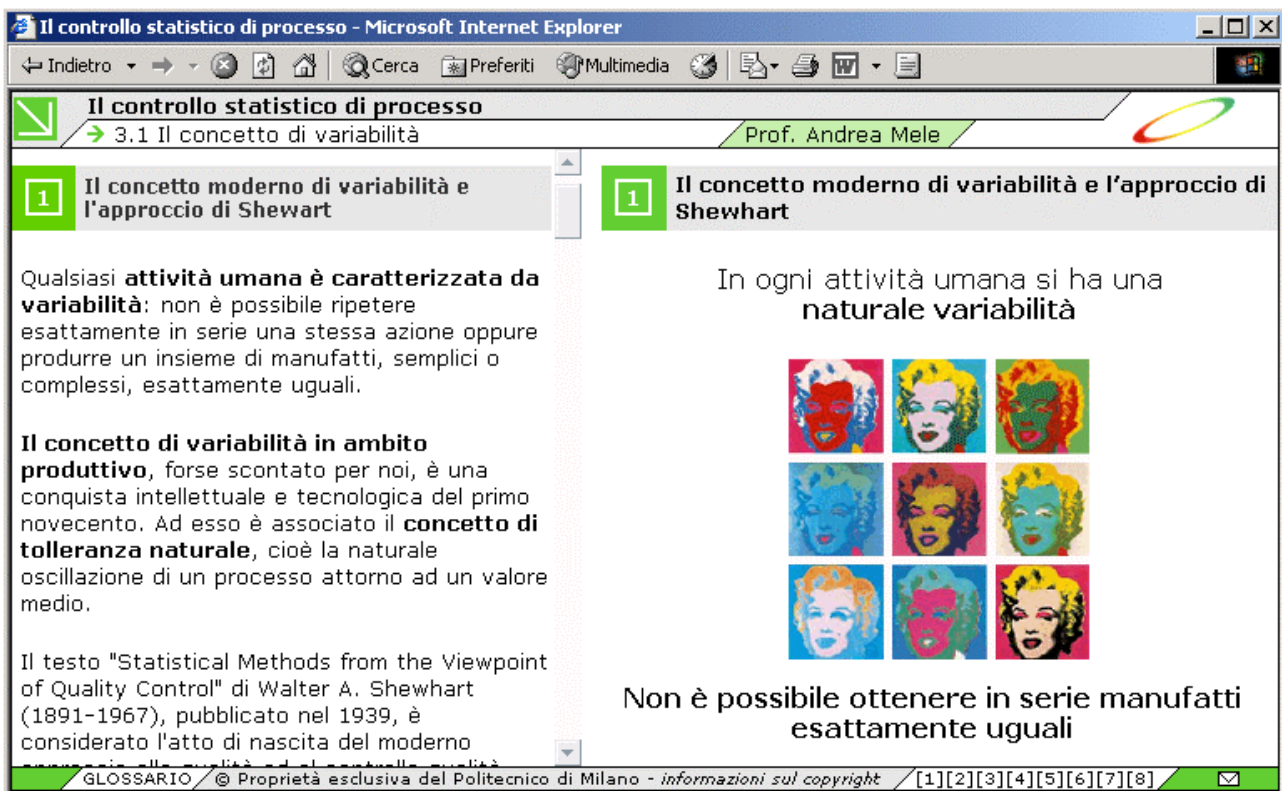 Il controllo statistico di processo - Microsoft Internet Explorer
Indietro Cerca Preferiti Multimedia
Il controllo statistico di processo
3.1 Il concetto di variabilità
Prof. Andrea Mele
1
Il concetto moderno di variabilità e
l'approccio di Shewart
Qualsiasi attività umana è caratterizzata da
variabilità: non è possibile ripetere
esattamente in serie una stessa azione oppure
produrre un insieme di manufatti, semplici o
complessi, esattamente uguali.
Il concetto di variabilità in ambito
produttivo, forse scontato per noi, è una
conquista intellettuale e tecnologica del primo
novecento. Ad esso è associato il concetto di
tolleranza naturale, cioè la naturale
oscillazione di un processo attorno ad un valore
medio.
Il testo "Statistical Methods from the Viewpoint
of Quality Control" di Walter A. Shewhart
(1891-1967), pubblicato nel 1939, è
considerato l'atto di nascita del moderno
1
Il concetto moderno di variabilità e l’approccio di
Shewhart
In ogni attività umana si ha una
naturale variabilità
Non è possibile ottenere in serie manufatti
esattamente uguali
GLOSSARIO © Proprietà esclusiva del Politecnico di Milano - informazioni sul copyright [1][2][3][4][5][6][7][8]